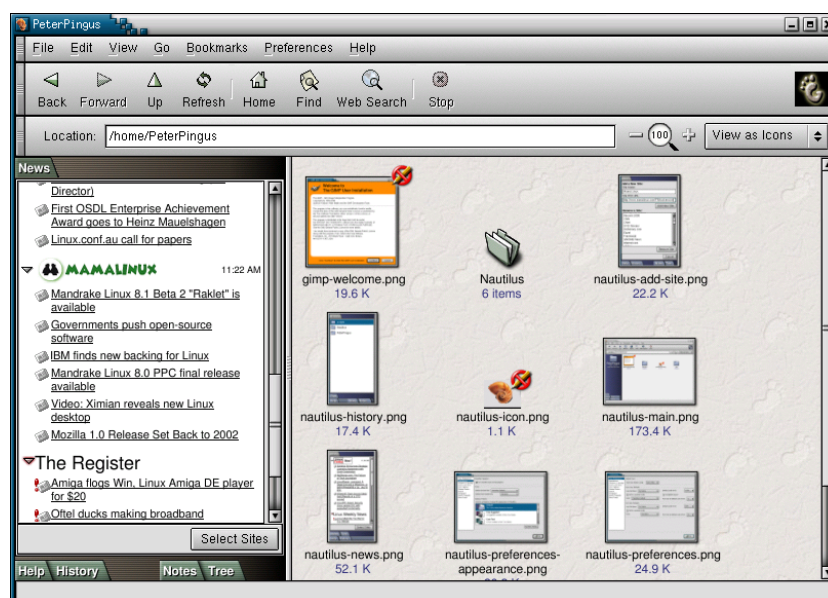 PeterPingus
File Edit View Go Bookmarks Preferences Help
Back Forward Up Refresh Home Find Web Search Stop
Location: /home/PeterPingus
100
View as Icons
News
Director)
First OSDL Enterprise Achievement
Award goes to Heinz Mauelshagen
Linux.conf.au call for papers
MAMALINUX 11:22 AM
Mandrake Linux 8.1 Beta 2 "Raklet" is
available
Governments push open-source
software
IBM finds new backing for Linux
Mandrake Linux 8.0 PPC final release
available
Video: Ximian reveals new Linux
desktop
Mozilla 1.0 Release Set Back to 2002
The Register
Amiga flogs Win, Linux Amiga DE player
for $20
Oftel ducks making broadband
Select Sites
Help History Notes Tree
gimp-welcome.png
19.6 K
Nautilus
6 items
nautilus-add-site.png
22.2 K
nautilus-history.png
17.4 K
nautilus-icon.png
1.1 K
nautilus-main.png
173.4 K
nautilus-news.png
52.1 K
nautilus-preferences-
appearance.png
nautilus-preferences.png
24.9 K